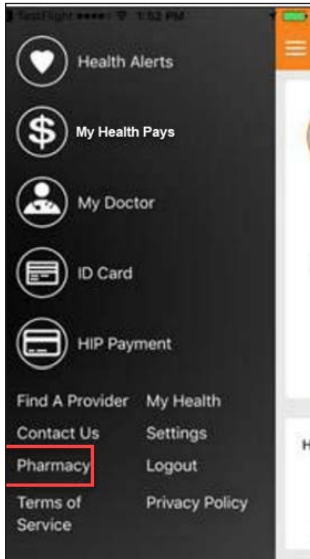 TestFlight 1:52 PM
Health Alerts
$
My Health Pays
My Doctor
ID Card
HIP Payment
Find A Provider My Health
Contact Us Settings
Pharmacy Logout
Terms of Privacy Policy
Service
H